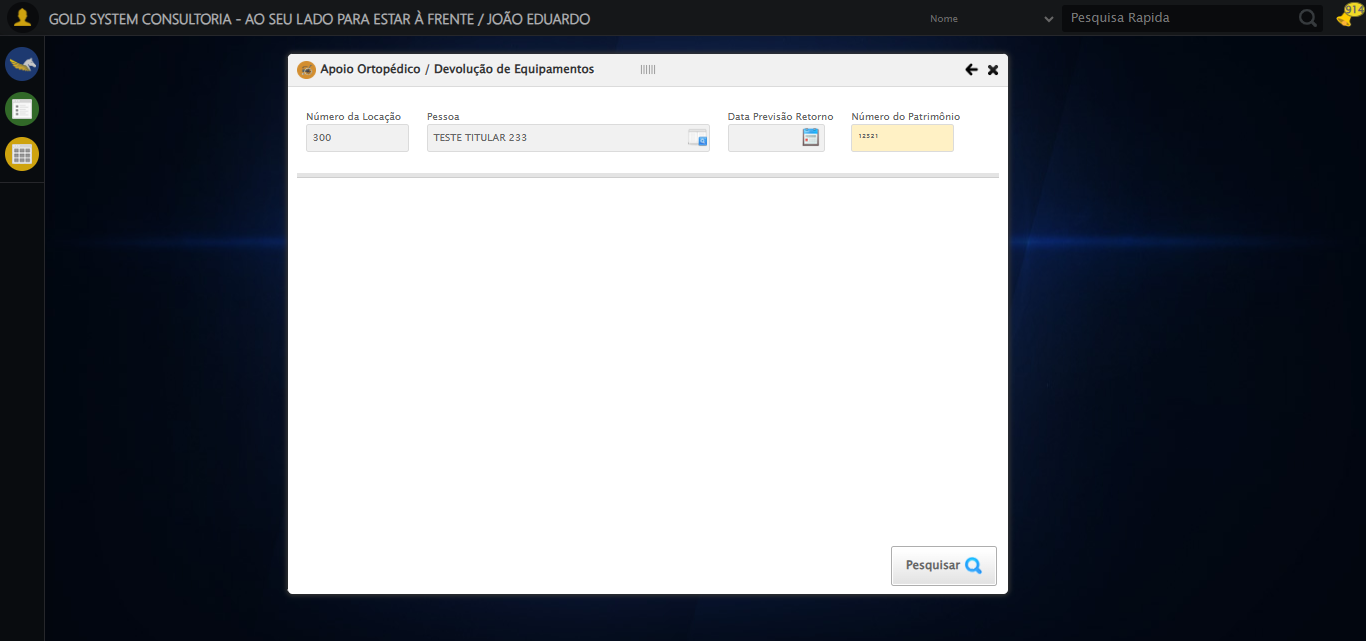 GOLD SYSTEM CONSULTORIA - AO SEU LADO PARA ESTAR À FRENTE / JOÃO EDUARDO
Nome
Pesquisa Rapida
914
Apoio Ortopédico / Devolução de Equipamentos
Número da Locação
Pessoa
Data Previsão Retorno
Número do Patrimônio
300
TESTE TITULAR 233
12521
Pesquisar